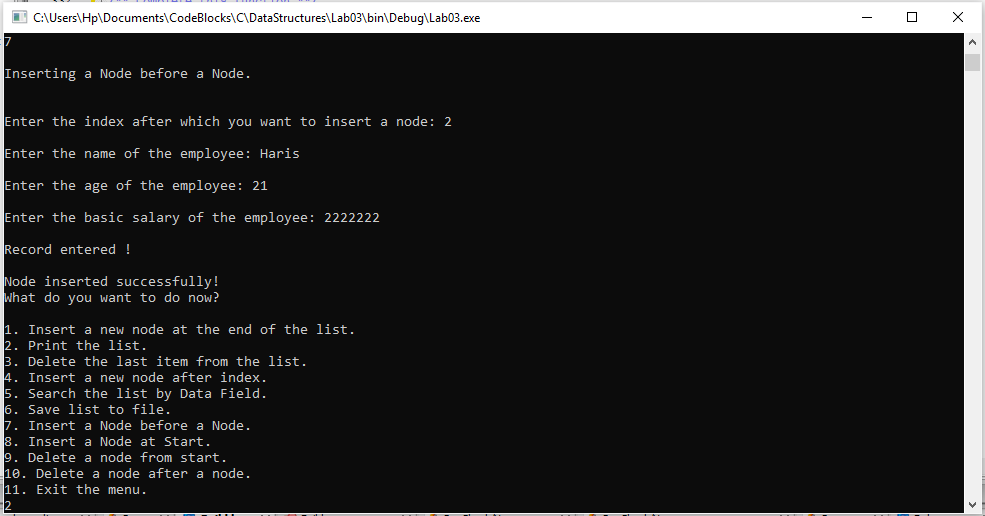 C:\Users\Hp\Documents\CodeBlocks\C\DataStructures\Lab03\bin\Debug\Lab03.exe
7
Inserting a Node before a Node.
Enter the index after which you want to insert a node: 2
Enter the name of the employee: Haris
Enter the age of the employee: 21
Enter the basic salary of the employee: 2222222
Record entered !
Node inserted successfully!
What do you want to do now?
1. Insert a new node at the end of the list.
2. Print the list.
3. Delete the last item from the list.
4. Insert a new node after index.
5. Search the list by Data Field.
6. Save list to file.
7. Insert a Node before a Node.
8. Insert a Node at Start.
9. Delete a node from start.
10. Delete a node after a node.
11. Exit the menu.
2